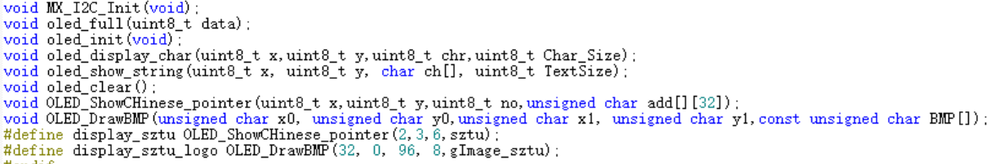 void MX_I2C_Init(void);
void oled_full(uint8_t data);
void oled_init(void);
void oled_display_char(uint8_t x,uint8_t y,uint8_t chr,uint8_t Char_Size);
void oled_show_string(uint8_t x, uint8_t y, char ch[], uint8_t TextSize);
void oled_clear();
void OLED_ShowCHinese_pointer(uint8_t x,uint8_t y,uint8_t no,unsigned char add[][32]);
void OLED_DrawBMP(unsigned char x0, unsigned char y0,unsigned char x1, unsigned char y1,const unsigned char BMP[]);
#define display_sztu OLED_ShowCHinese_pointer(2,3,6,sztu);
#define display_sztu_logo OLED_DrawBMP(32, 0, 96, 8,gImage_sztu);
#endif